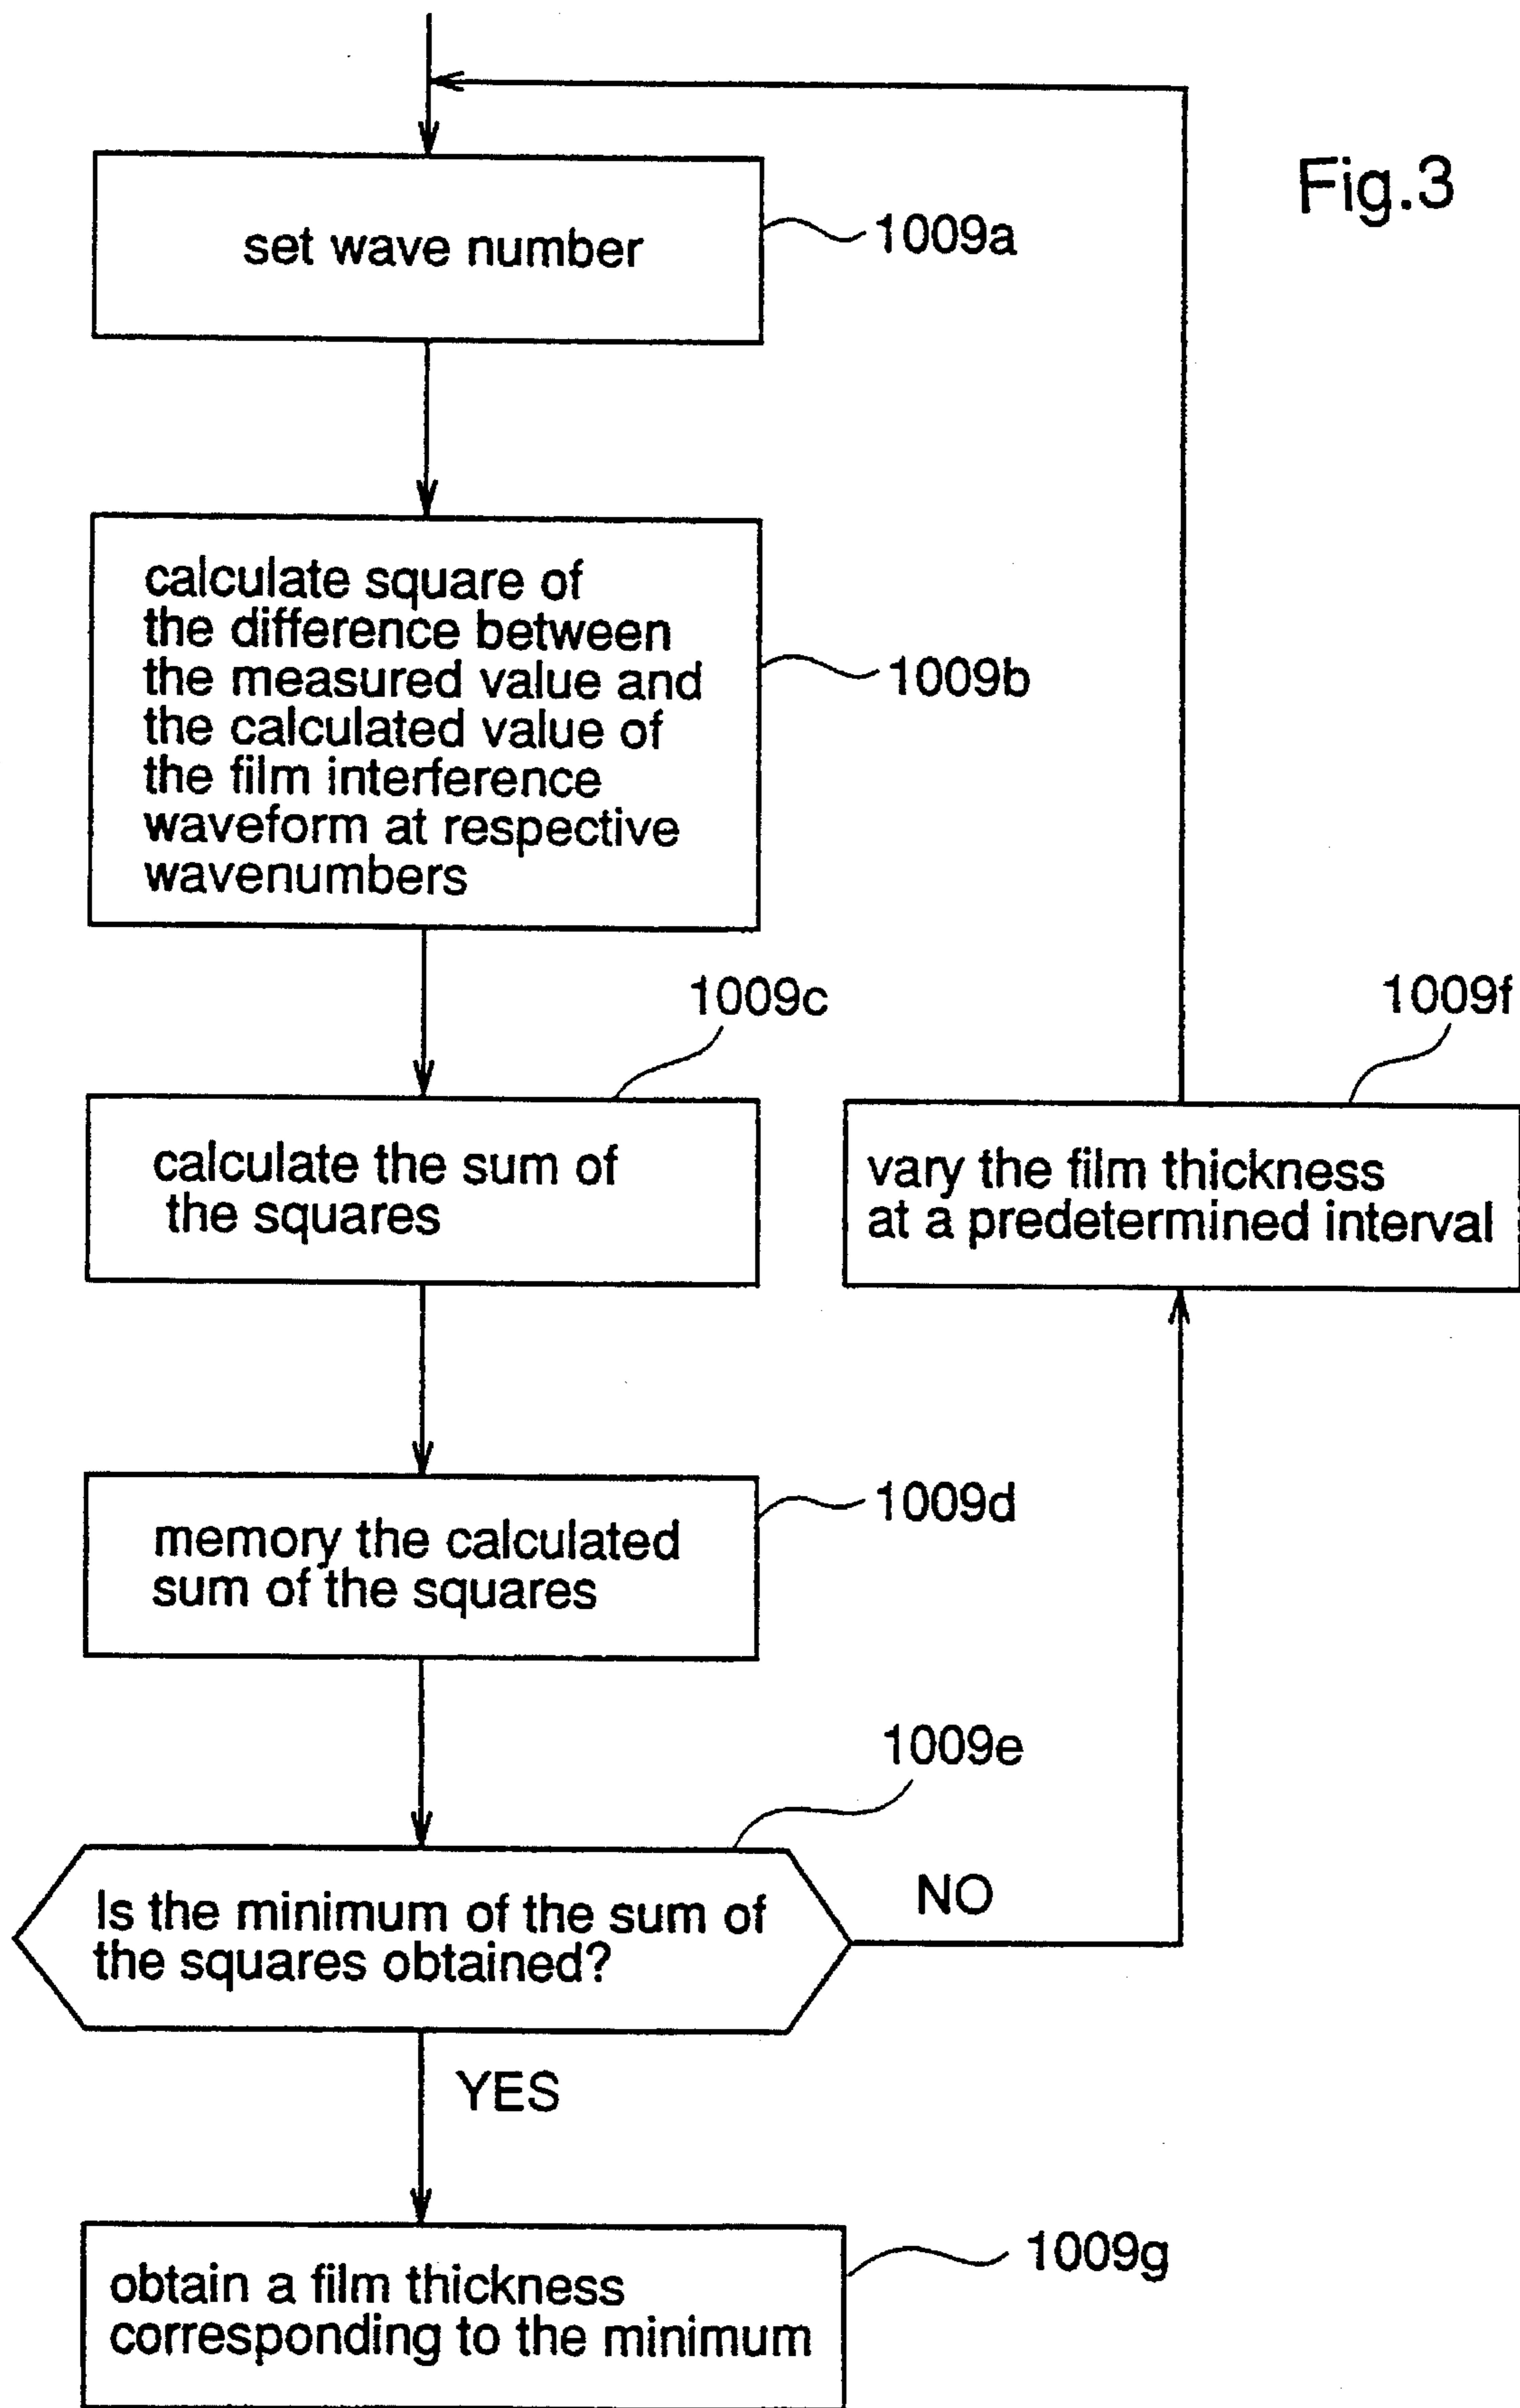 Fig.3
set wave number
1009a
calculate square of
the difference between
the measured value and
the calculated value of
the film interference
waveform at respective
wavenumbers
1009b
1009c
calculate the sum of
the squares
1009f
vary the film thickness
at a predetermined interval
1009d
memory the calculated
sum of the squares
1009e
Is the minimum of the sum of
the squares obtained?
NO
YES
1009g
obtain a film thickness
corresponding to the minimum